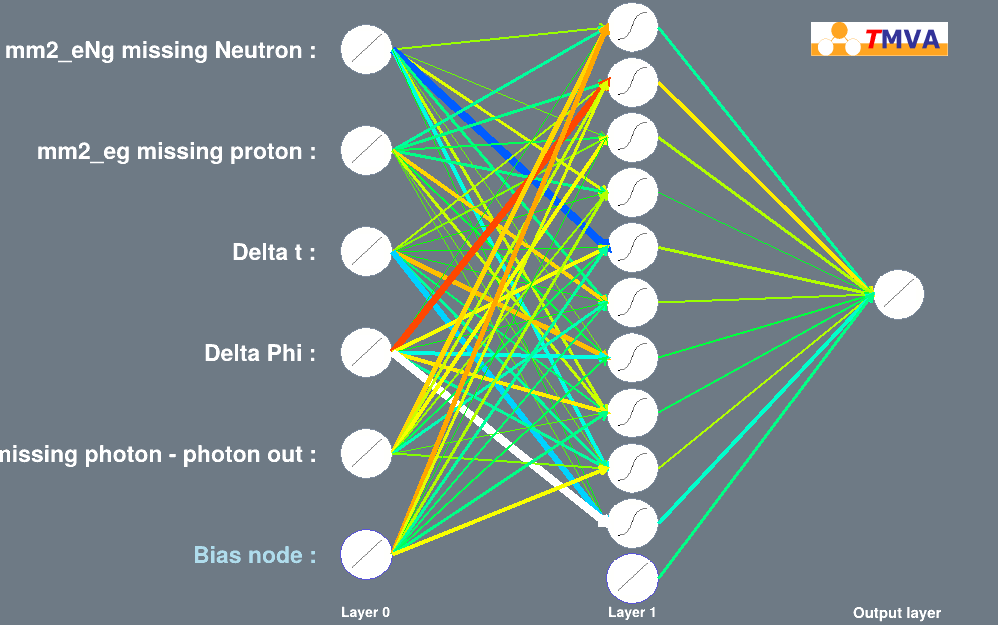 TMVA
mm2_eNg missing Neutron :
mm2_eg missing proton :
Delta t :
Delta Phi :
missing photon - photon out :
Bias node :
Layer 0
Layer 1
Output layer